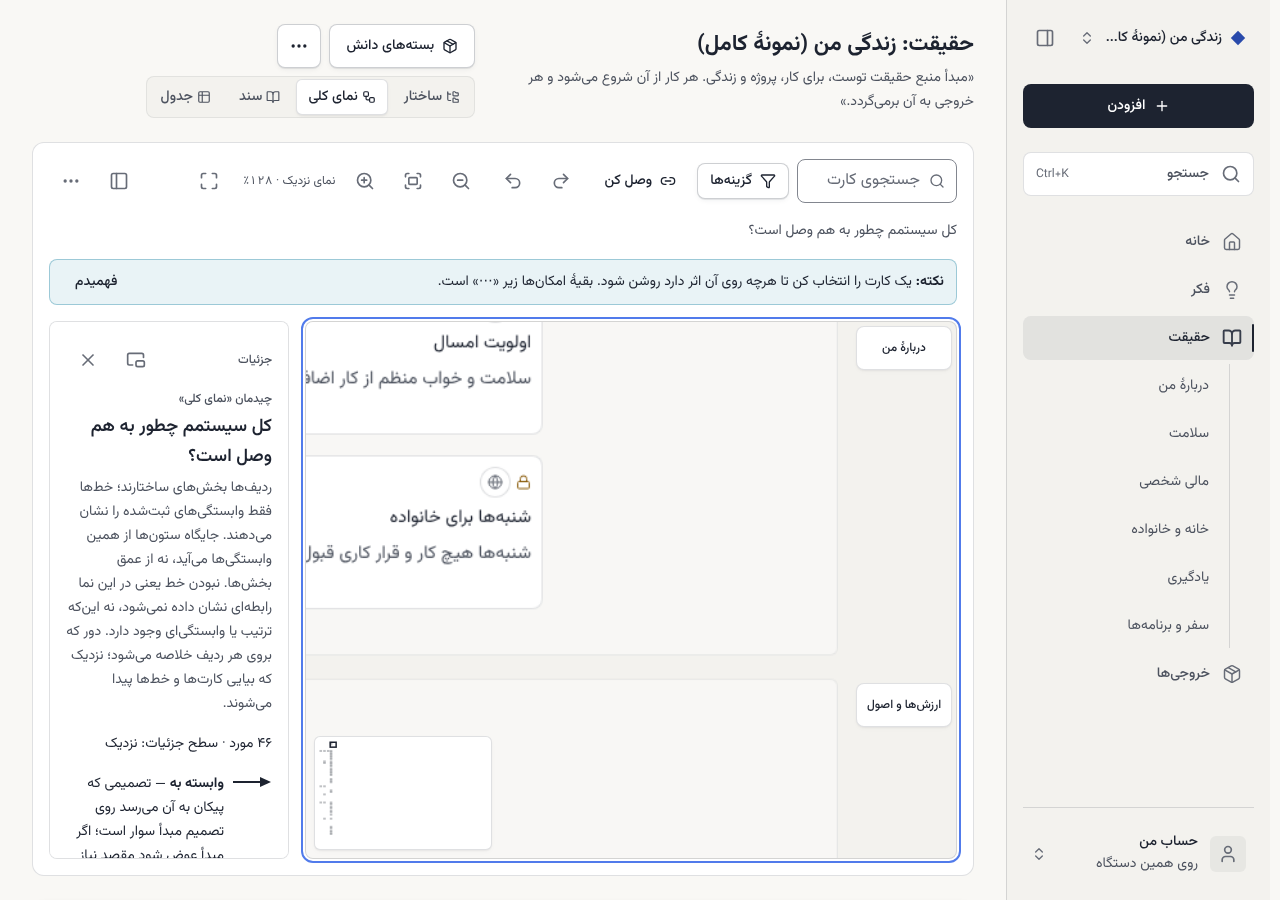 زندگی من (نمونهٔ کا...
افزودن
جستجو
Ctrl+K
خانه
فکر
حقیقت
دربارهٔ من
سلامت
مالی شخصی
خانه و خانواده
یادگیری
سفر و برنامه‌ها
خروجی‌ها
حساب من
روی همین دستگاه
حقیقت: زندگی من (نمونهٔ کامل)
«مبدأ منبع حقیقت توست، برای کار، پروژه و زندگی. هر کار از آن شروع می‌شود و هر
خروجی به آن برمی‌گردد.»
بسته‌های دانش
ساختار
نمای کلی
سند
جدول
جستجوی کارت
گزینه‌ها
وصل کن
نمای نزدیک · ۱۲۸٪
کل سیستمم چطور به هم وصل است؟
نکته: یک کارت را انتخاب کن تا هرچه روی آن اثر دارد روشن شود. بقیهٔ امکان‌ها زیر «⋯» است.
فهمیدم
دربارهٔ من
اولویت امسال
سلامت و خواب منظم از کار اضاف
شنبه‌ها برای خانواده
شنبه‌ها هیچ کار و قرار کاری قبول
ارزش‌ها و اصول
جزئیات
چیدمان «نمای کلی»
کل سیستمم چطور به هم
وصل است؟
ردیف‌ها بخش‌های ساختارند؛ خط‌ها
فقط وابستگی‌های ثبت‌شده را نشان
می‌دهند. جایگاه ستون‌ها از همین
وابستگی‌ها می‌آید، نه از عمق
بخش‌ها. نبودن خط یعنی در این نما
رابطه‌ای نشان داده نمی‌شود، نه این‌که
ترتیب یا وابستگی‌ای وجود دارد. دور که
بروی هر ردیف خلاصه می‌شود؛ نزدیک
که بیایی کارت‌ها و خط‌ها پیدا
می‌شوند.
۴۶ مورد · سطح جزئیات: نزدیک
وابسته به — تصمیمی که
پیکان به آن می‌رسد روی
تصمیم مبدأ سوار است؛ اگر
مبدأ عوض شود مقصد نیاز